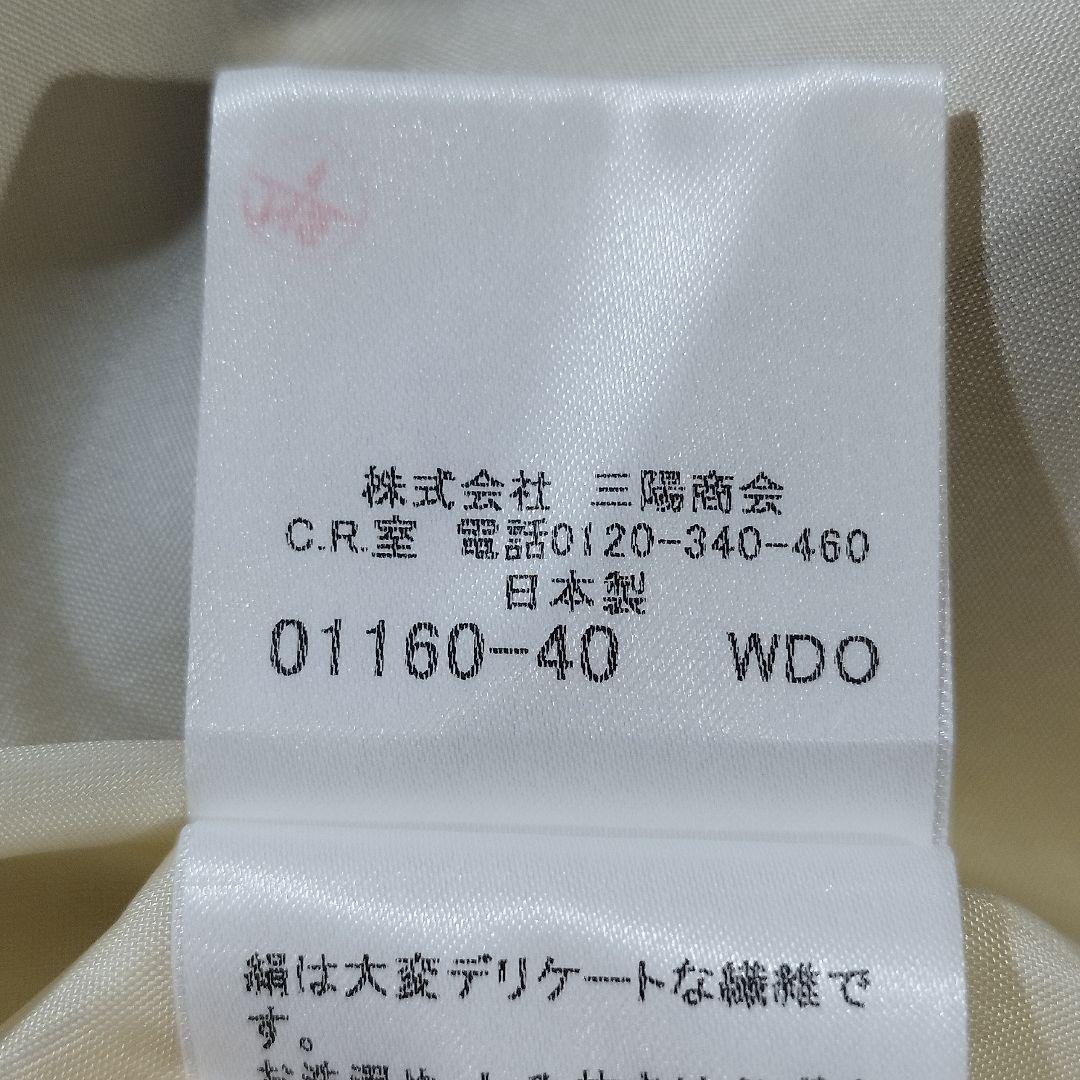 株式会社 三陽商会
C.R.室 電話0120-340-460
日本製
01160-40 WDO
絹は大変デリケートな繊維で
す。